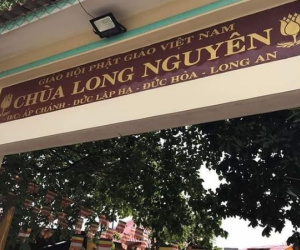 GIÁO HỘI PHẬT GIÁO VIỆT NAM
CHÙA LONG NGUYÊN
Đ/C: ẤP CHÁNH - ĐỨC LẬP HẠ - ĐỨC HÒA - LONG AN